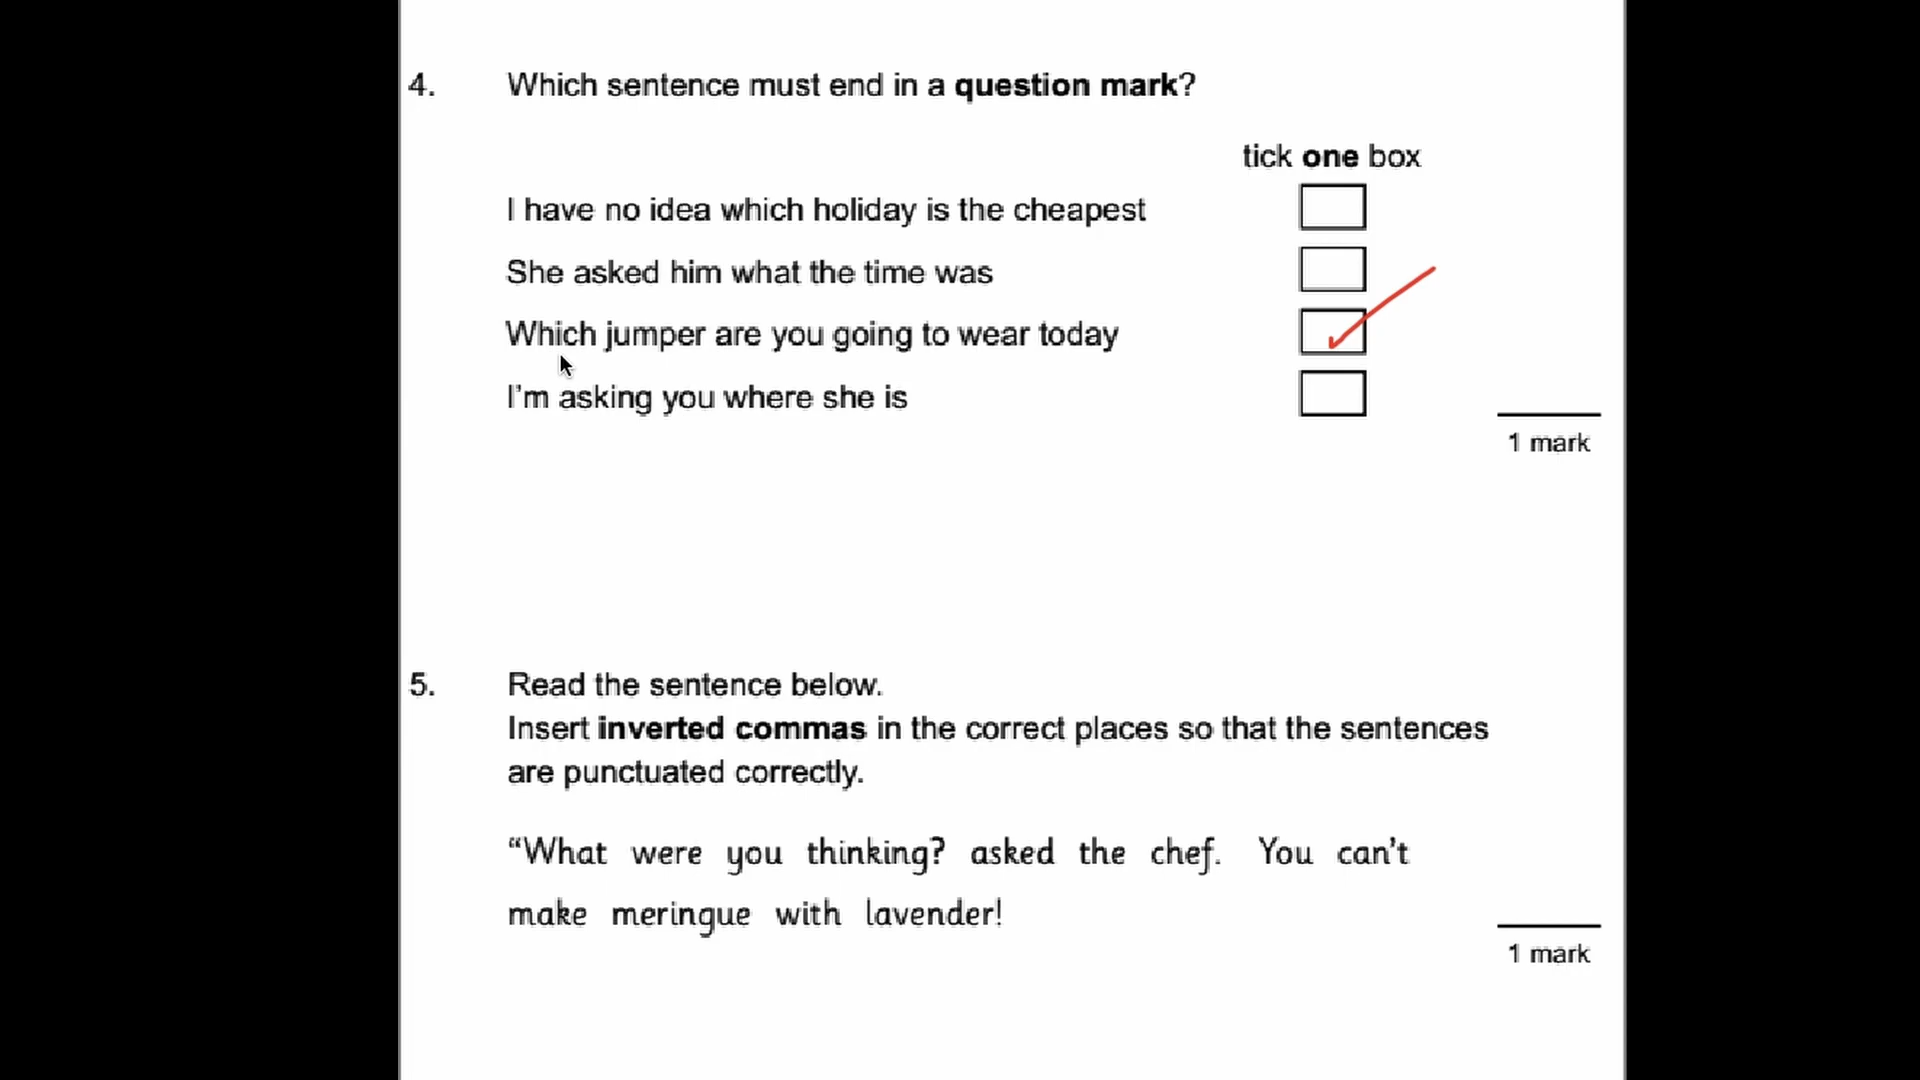 4. Which sentence must end in a question mark?
tick one box
I have no idea which holiday is the cheapest
She asked him what the time was
Which jumper are you going to wear today
I’m asking you where she is
1 mark
5. Read the sentence below.
Insert inverted commas in the correct places so that the sentences
are punctuated correctly.
“What were you thinking? asked the chef. You can’t
make meringue with lavender!
1 mark